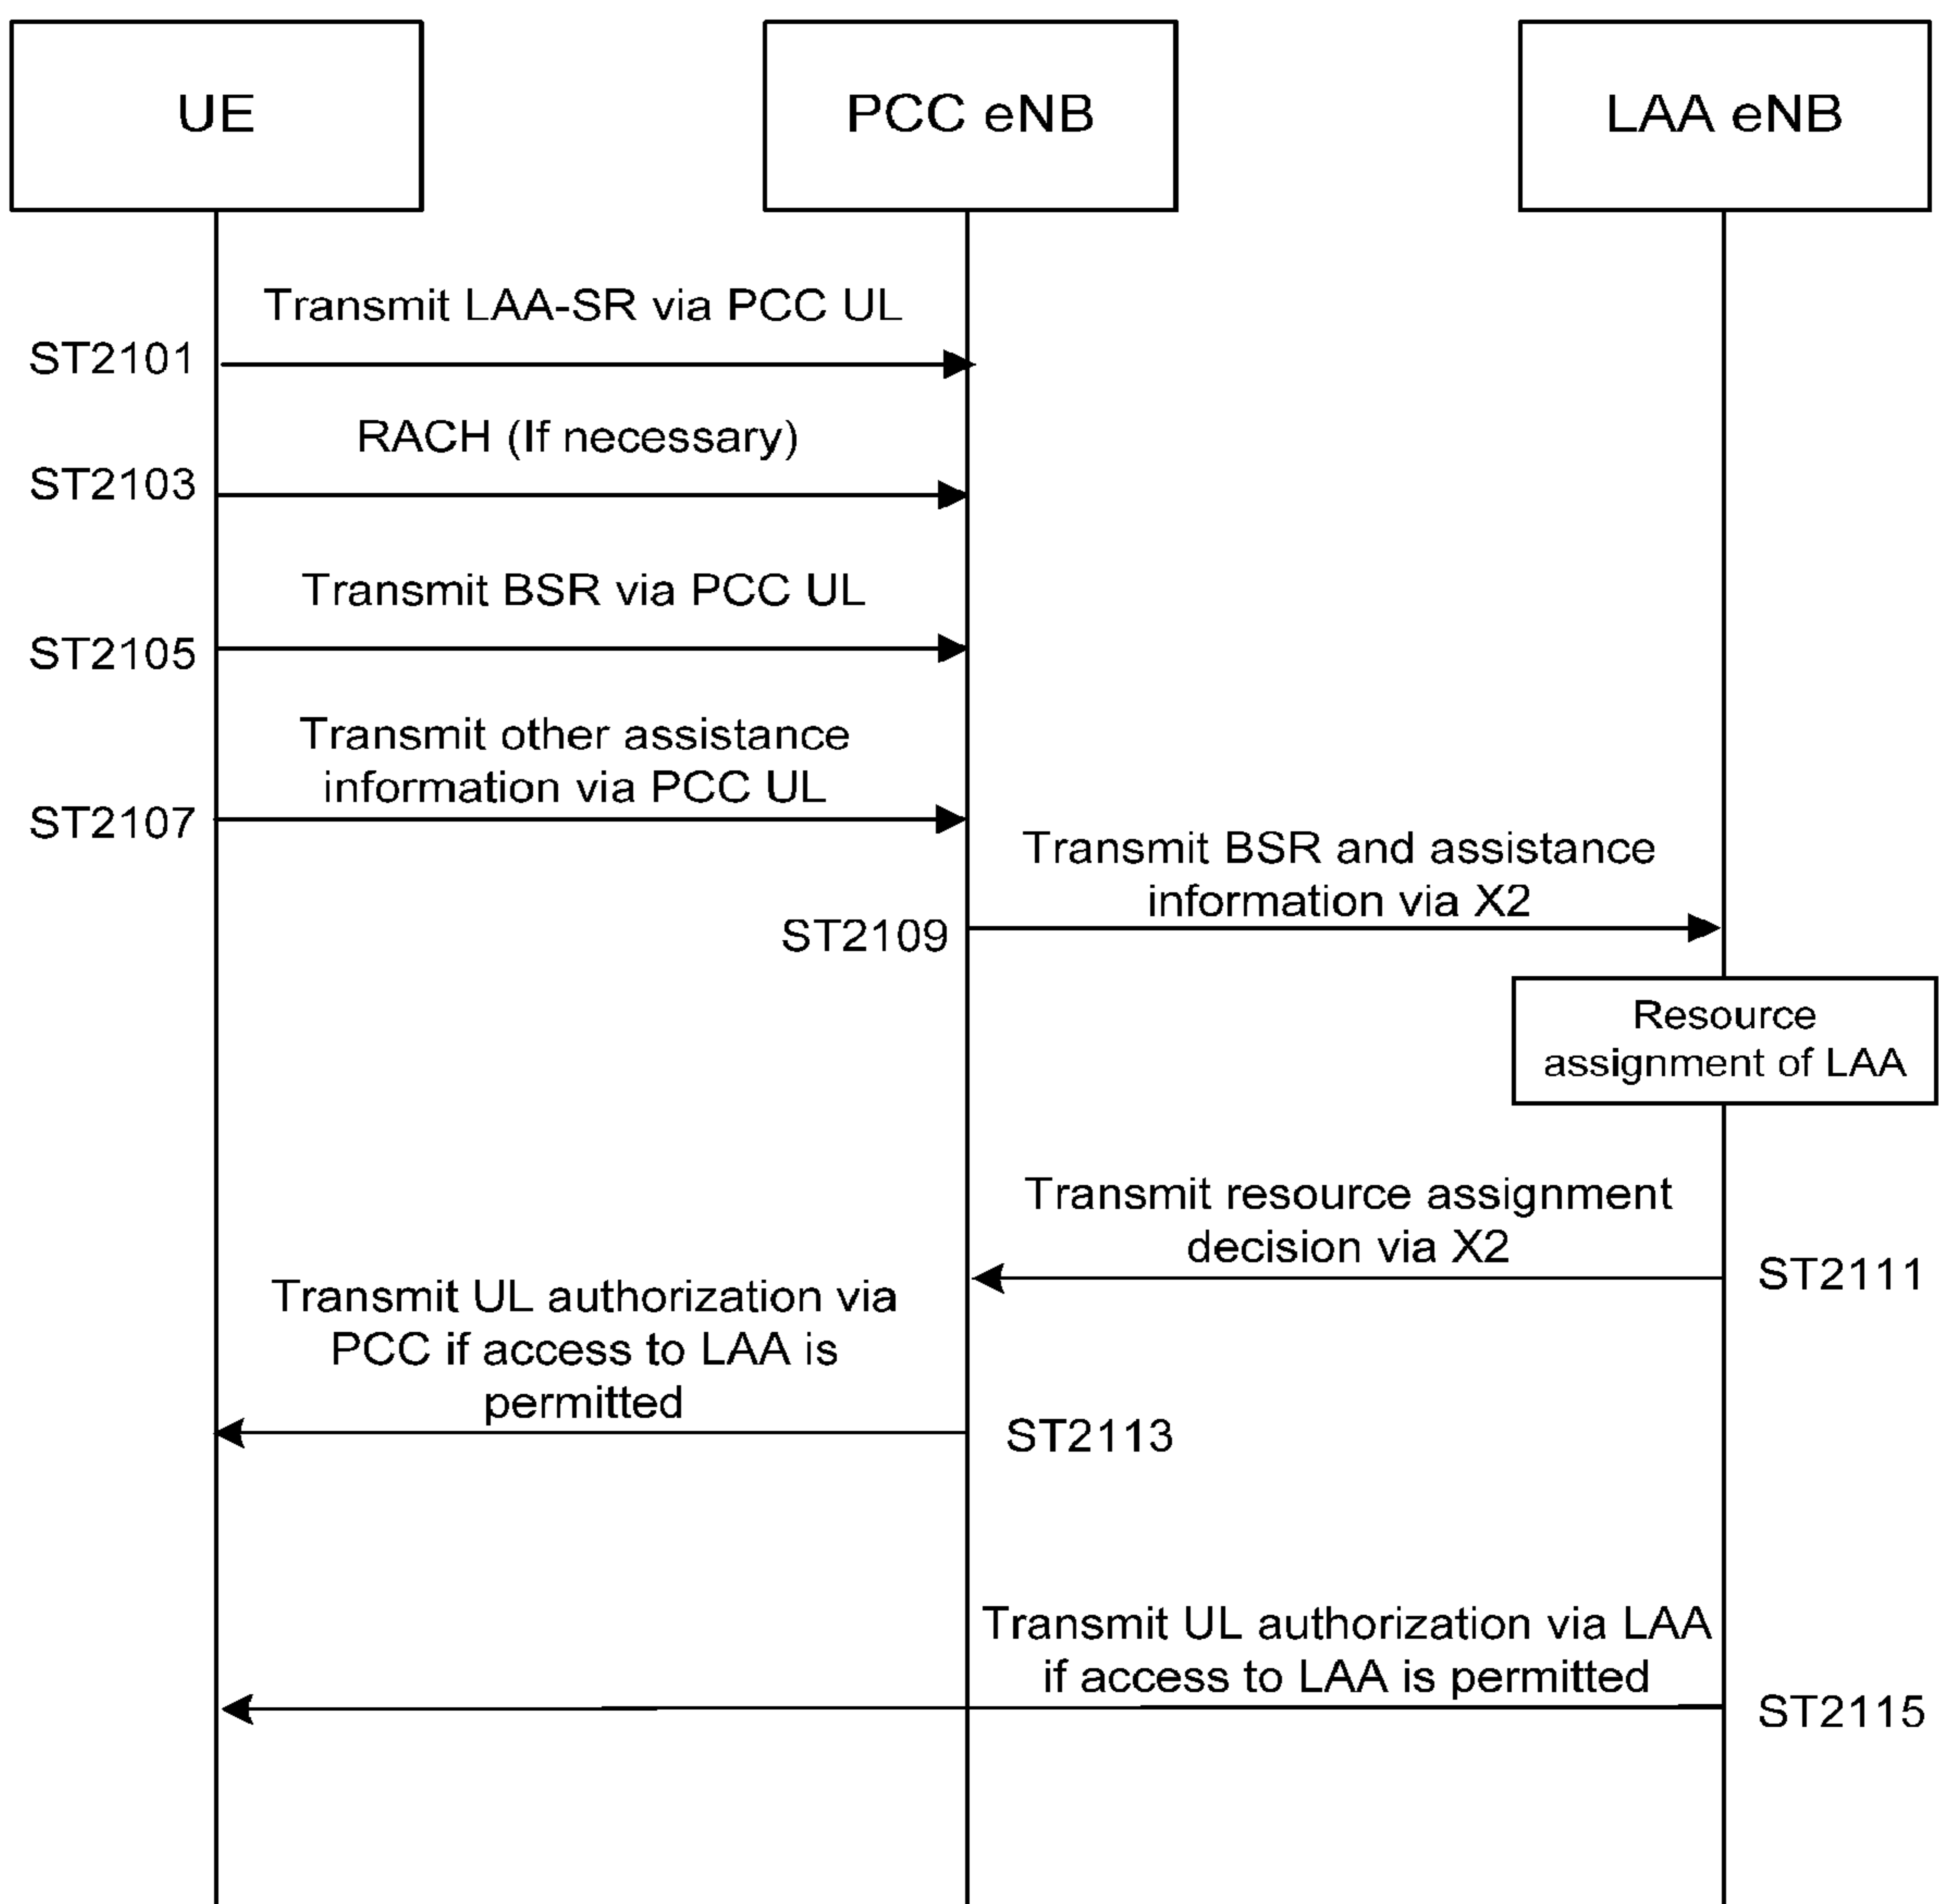 UE
PCC eNB
LAA eNB
Transmit LAA-SR via PCC UL
ST2101
RACH (If necessary)
ST2103
Transmit BSR via PCC UL
ST2105
Transmit other assistance
information via PCC UL
ST2107
Transmit BSR and assistance
information via X2
ST2109
Resource
assignment of LAA
Transmit resource assignment
decision via X2
ST2111
Transmit UL authorization via
PCC if access to LAA is
permitted
ST2113
Transmit UL authorization via LAA
if access to LAA is permitted
ST2115